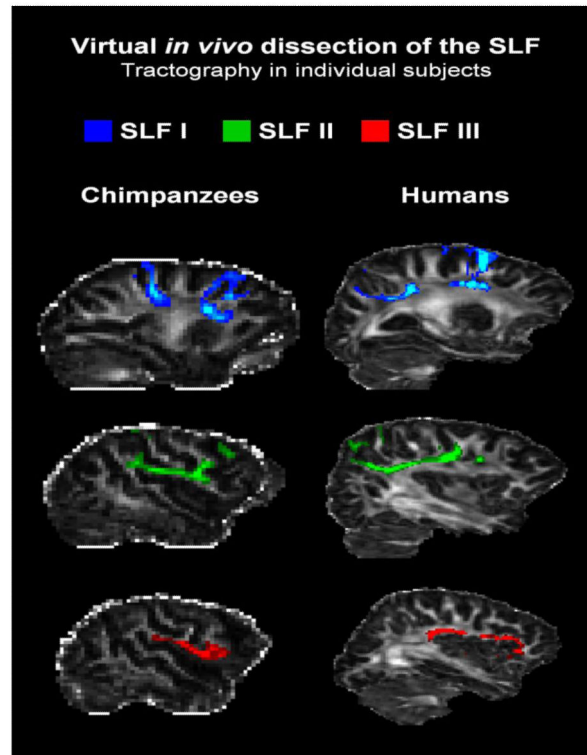 Virtual in vivo dissection of the SLF
Tractography in individual subjects
SLF I SLF II SLF III
Chimpanzees Humans